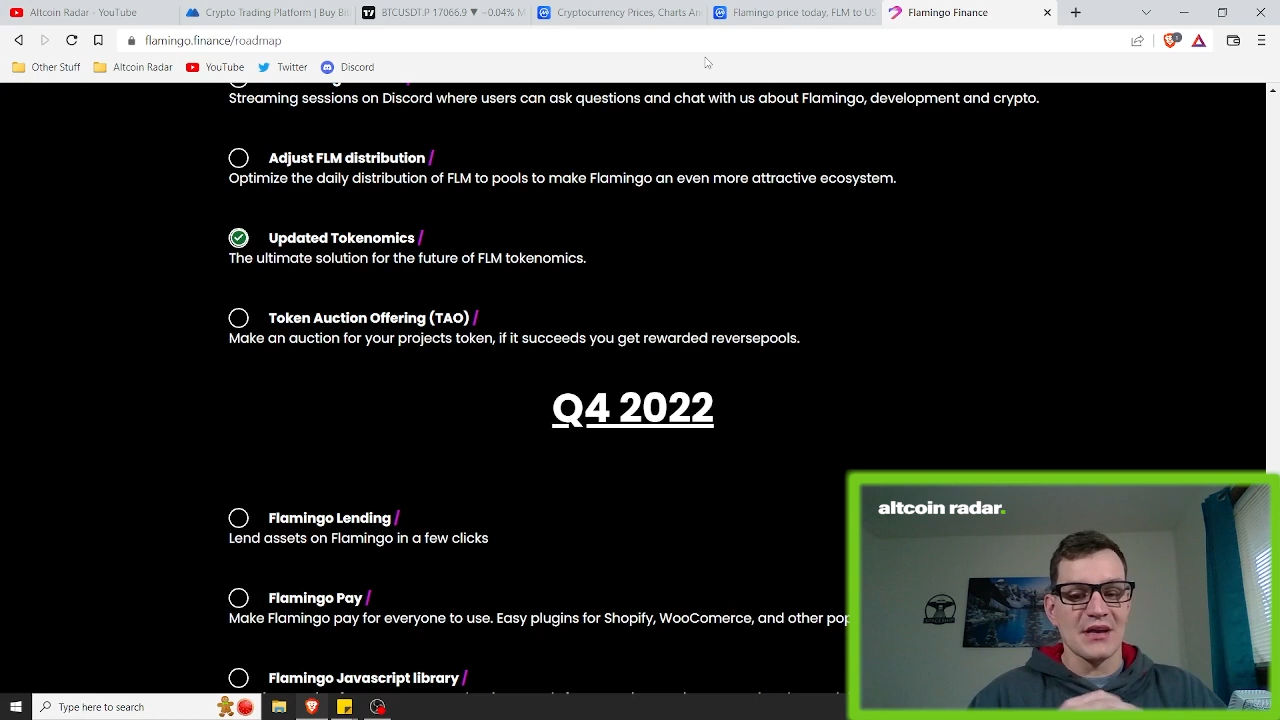 Altcoin Radar - YouTube
Crypto Trading Platform | Buy Bit
BTCUSDT.P 17066.9 ▼ −0.04% M
Cryptocurrency Prices, Charts An
Flamingo price today, FLM to US
Flamingo Finance
flamingo.finance/roadmap
1
Other Stuff
Altcoin Radar
YouTube
Twitter
Discord
Streaming sessions on Discord where users can ask questions and chat with us about Flamingo, development and crypto.
Adjust FLM distribution /
Optimize the daily distribution of FLM to pools to make Flamingo an even more attractive ecosystem.
Updated Tokenomics /
The ultimate solution for the future of FLM tokenomics.
Token Auction Offering (TAO) /
Make an auction for your projects token, if it succeeds you get rewarded reversepools.
Q4 2022
Flamingo Lending /
Lend assets on Flamingo in a few clicks
Flamingo Pay /
Make Flamingo pay for everyone to use. Easy plugins for Shopify, WooComerce, and other pop
Flamingo Javascript library /
altcoin radar.
Type here to search